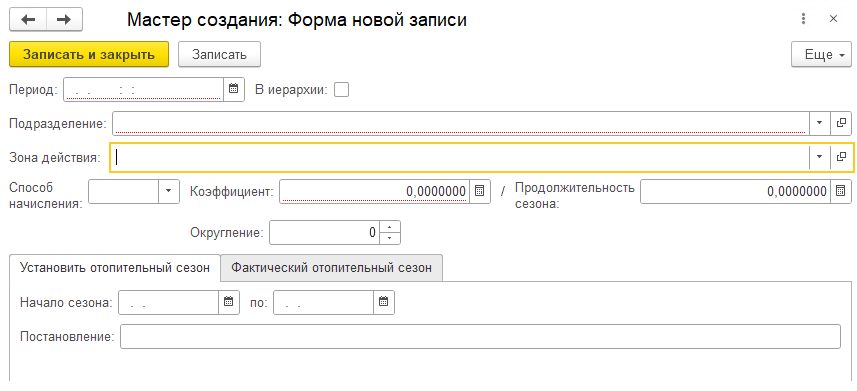 Мастер создания: Форма новой записи
Записать и закрыть Записать Еще
Период: . . : : В иерархии:
Подразделение:
Зона действия:
Способ начисления: Коэффициент: 0,0000000 / Продолжительность сезона: 0,0000000
Округление: 0
Установить отопительный сезон Фактический отопительный сезон
Начало сезона: . . по: . .
Постановление: